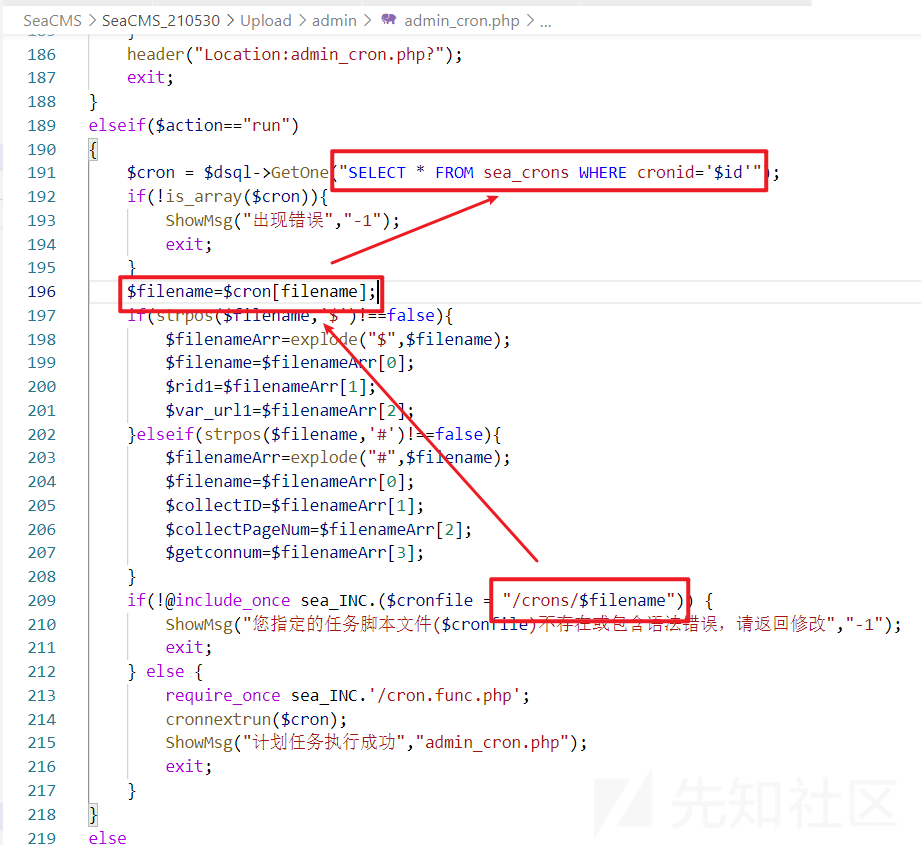 SeaCMS > SeaCMS_210530 > Upload > admin > admin_cron.php > ...
186 header("Location:admin_cron.php?");
187 exit;
188 }
189 elseif($action=="run")
190 {
191 $cron = $dsql->GetOne("SELECT * FROM sea_crons WHERE cronid='$id'");
192 if(!is_array($cron)){
193 ShowMsg("出现错误","-1");
194 exit;
195 }
196 $filename=$cron[filename];
197 if(strpos($filename,'$')!==false){
198 $filenameArr=explode("$",$filename);
199 $filename=$filenameArr[0];
200 $rid1=$filenameArr[1];
201 $var_url1=$filenameArr[2];
202 }elseif(strpos($filename,'#')!==false){
203 $filenameArr=explode("#",$filename);
204 $filename=$filenameArr[0];
205 $collectID=$filenameArr[1];
206 $collectPageNum=$filenameArr[2];
207 $getconnum=$filenameArr[3];
208 }
209 if(!@include_once sea_INC.($cronfile = "/crons/$filename")) {
210 ShowMsg("您指定的任务脚本文件($cronfile)不存在或包含语法错误，请返回修改","-1");
211 exit;
212 } else {
213 require_once sea_INC.'/cron.func.php';
214 cronnextrun($cron);
215 ShowMsg("计划任务执行成功","admin_cron.php");
216 exit;
217 }
218 }
219 else
先知社区